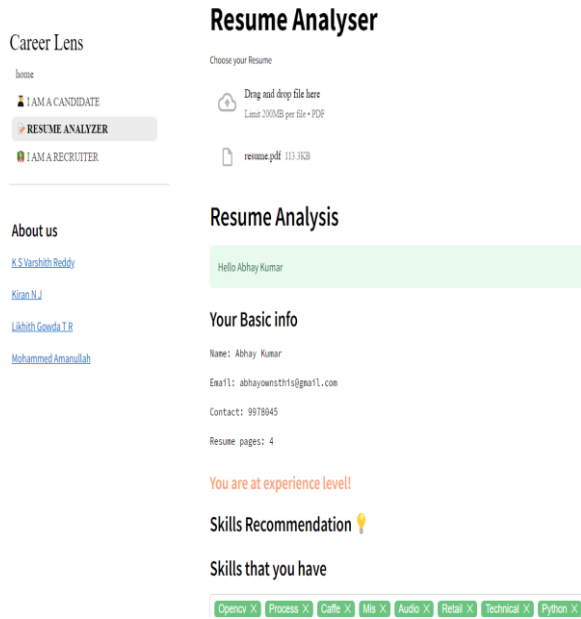 Career Lens
home
I AM A CANDIDATE
RESUME ANALYZER
I AM A RECRUITER
About us
K S Varshith Reddy
Kiran N J
Likhith Gowda T R
Mohammed Amanullah
Resume Analyser
Choose your Resume
Drag and drop file here
Limit 200MB per file • PDF
resume.pdf 113.3KB
Resume Analysis
Hello Abhay Kumar
Your Basic info
Name: Abhay Kumar
Email: abhayownsthis@gmail.com
Contact: 9978045
Resume pages: 4
You are at experience level!
Skills Recommendation 💡
Skills that you have
Opencv X Process X Caffe X Mis X Audio X Retail X Technical X Python X